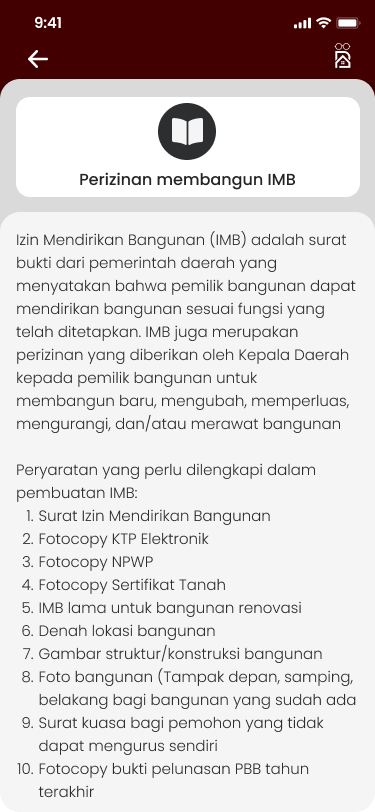 9:41
Perizinan membangun IMB
Izin Mendirikan Bangunan (IMB) adalah surat
bukti dari pemerintah daerah yang
menyatakan bahwa pemilik bangunan dapat
mendirikan bangunan sesuai fungsi yang
telah ditetapkan. IMB juga merupakan
perizinan yang diberikan oleh Kepala Daerah
kepada pemilik bangunan untuk
membangun baru, mengubah, memperluas,
mengurangi, dan/atau merawat bangunan
Peryaratan yang perlu dilengkapi dalam
pembuatan IMB:
1. Surat Izin Mendirikan Bangunan
2. Fotocopy KTP Elektronik
3. Fotocopy NPWP
4. Fotocopy Sertifikat Tanah
5. IMB lama untuk bangunan renovasi
6. Denah lokasi bangunan
7. Gambar struktur/konstruksi bangunan
8. Foto bangunan (Tampak depan, samping,
belakang bagi bangunan yang sudah ada
9. Surat kuasa bagi pemohon yang tidak
dapat mengurus sendiri
10. Fotocopy bukti pelunasan PBB tahun
terakhir